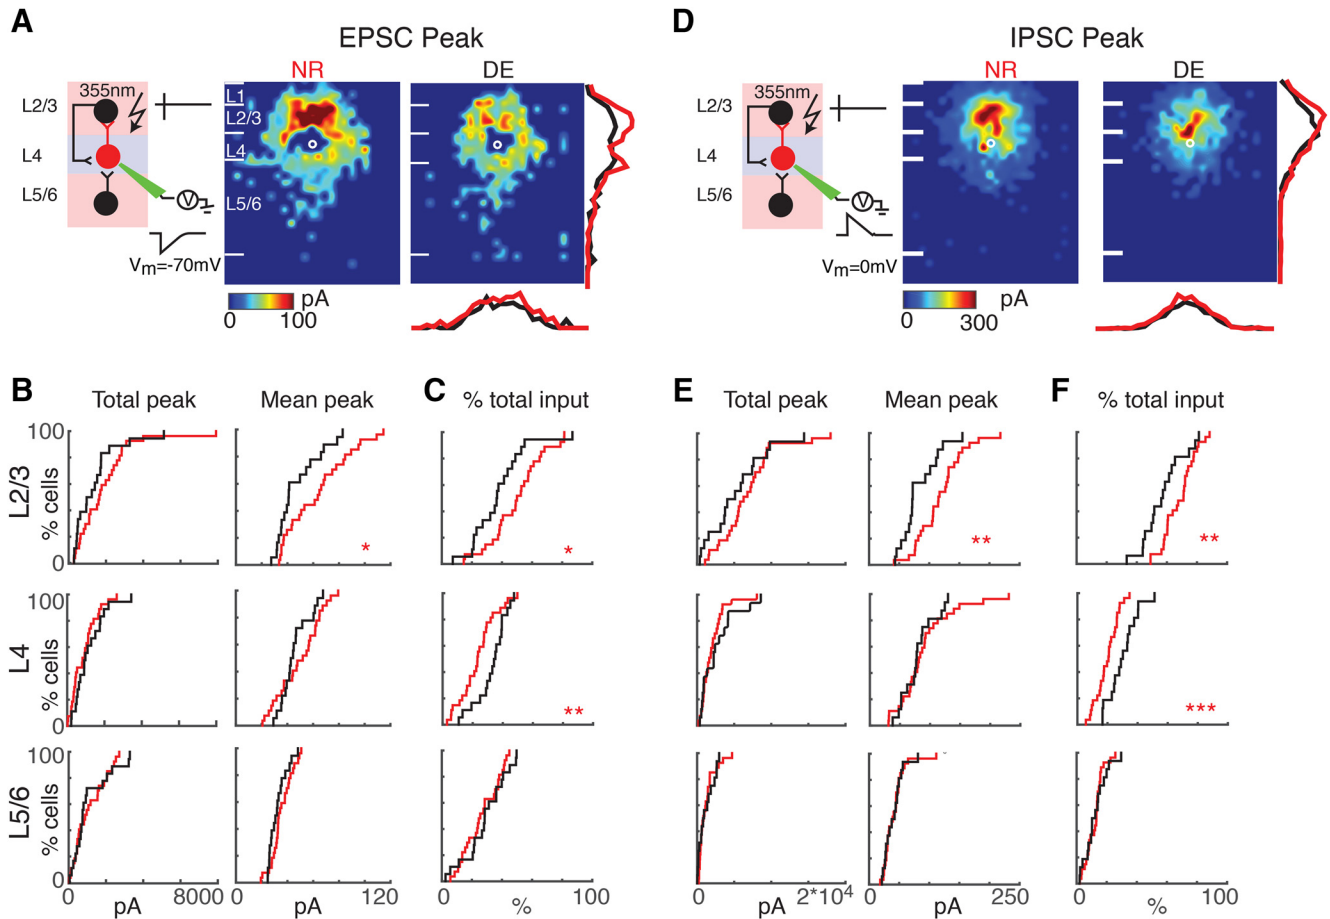 A
EPSC Peak
NR
DE
355nm
L2/3
L4
L5/6
L1
L2/3
L4
L5/6
V
Vm=-70mV
pA
0
100
D
IPSC Peak
NR
DE
355nm
L2/3
L4
L5/6
V
Vm=0mV
pA
0
300
B
Total peak
Mean peak
C
% total input
E
Total peak
Mean peak
F
% total input
L2/3
% cells
100
0
*
*
**
**
L4
% cells
100
0
**
***
L5/6
% cells
100
0
0
pA
8000
0
pA
120
0
%
100
0
pA
2*10⁴
0
pA
250
0
%
100